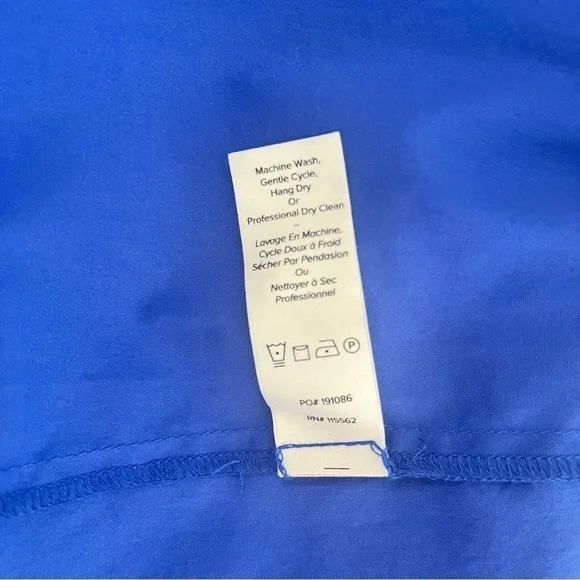 Machine Wash,
Gentle Cycle,
Hang Dry
Or
Professional Dry Clean
–
Lavage En Machine,
Cycle Doux á Froid
Sécher Par Pendasion
Ou
Nettoyer à Sec
Professionnel
P
PO# 191086
RN# 115562